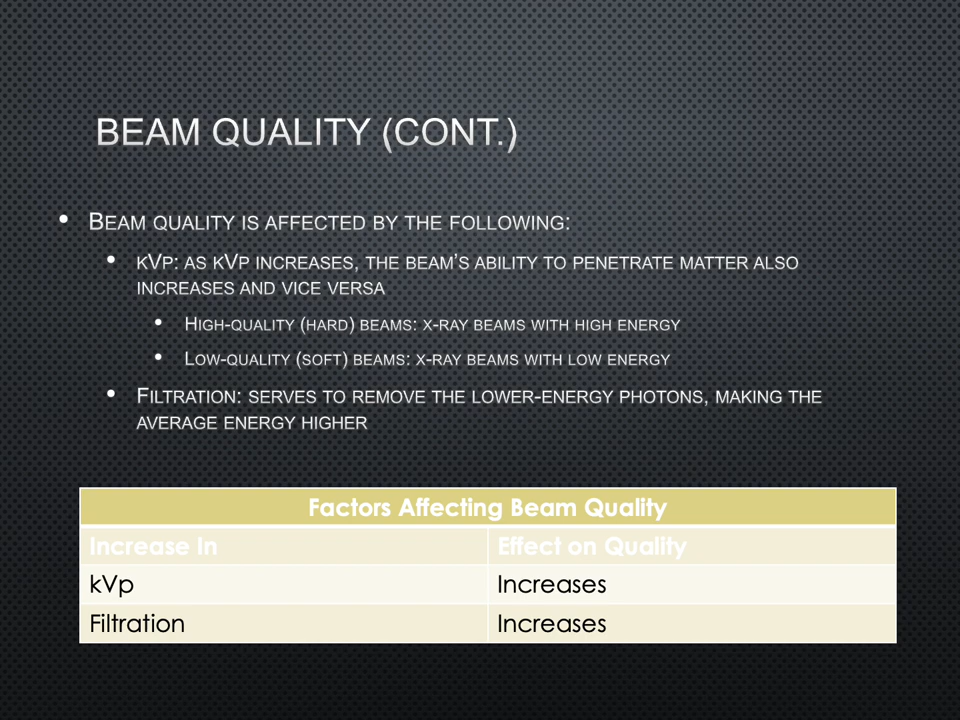 BEAM QUALITY (CONT.)
• BEAM QUALITY IS AFFECTED BY THE FOLLOWING:
• KVP: AS KVP INCREASES, THE BEAM'S ABILITY TO PENETRATE MATTER ALSO
INCREASES AND VICE VERSA
• HIGH-QUALITY (HARD) BEAMS: X-RAY BEAMS WITH HIGH ENERGY
• LOW-QUALITY (SOFT) BEAMS: X-RAY BEAMS WITH LOW ENERGY
• FILTRATION: SERVES TO REMOVE THE LOWER-ENERGY PHOTONS, MAKING THE
AVERAGE ENERGY HIGHER
Factors Affecting Beam Quality
Increase In Effect on Quality
kVp Increases
Filtration Increases